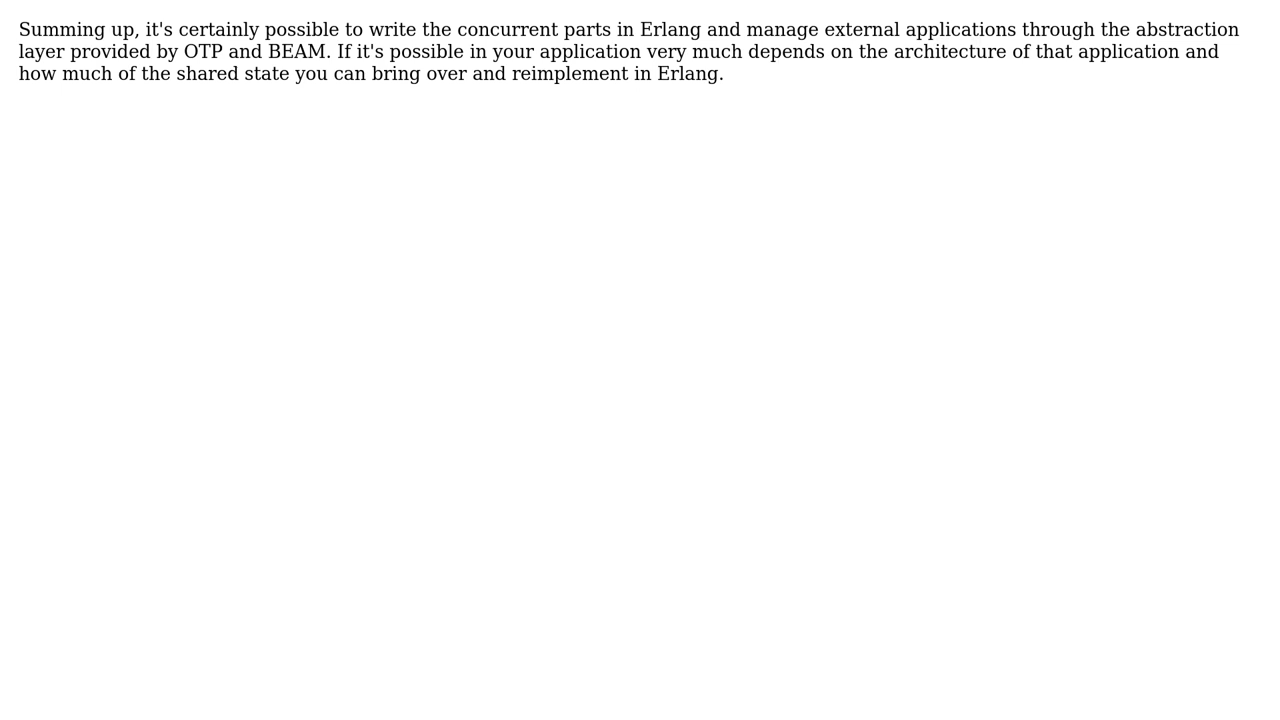 Summing up, it's certainly possible to write the concurrent parts in Erlang and manage external applications through the abstraction
layer provided by OTP and BEAM. If it's possible in your application very much depends on the architecture of that application and
how much of the shared state you can bring over and reimplement in Erlang.